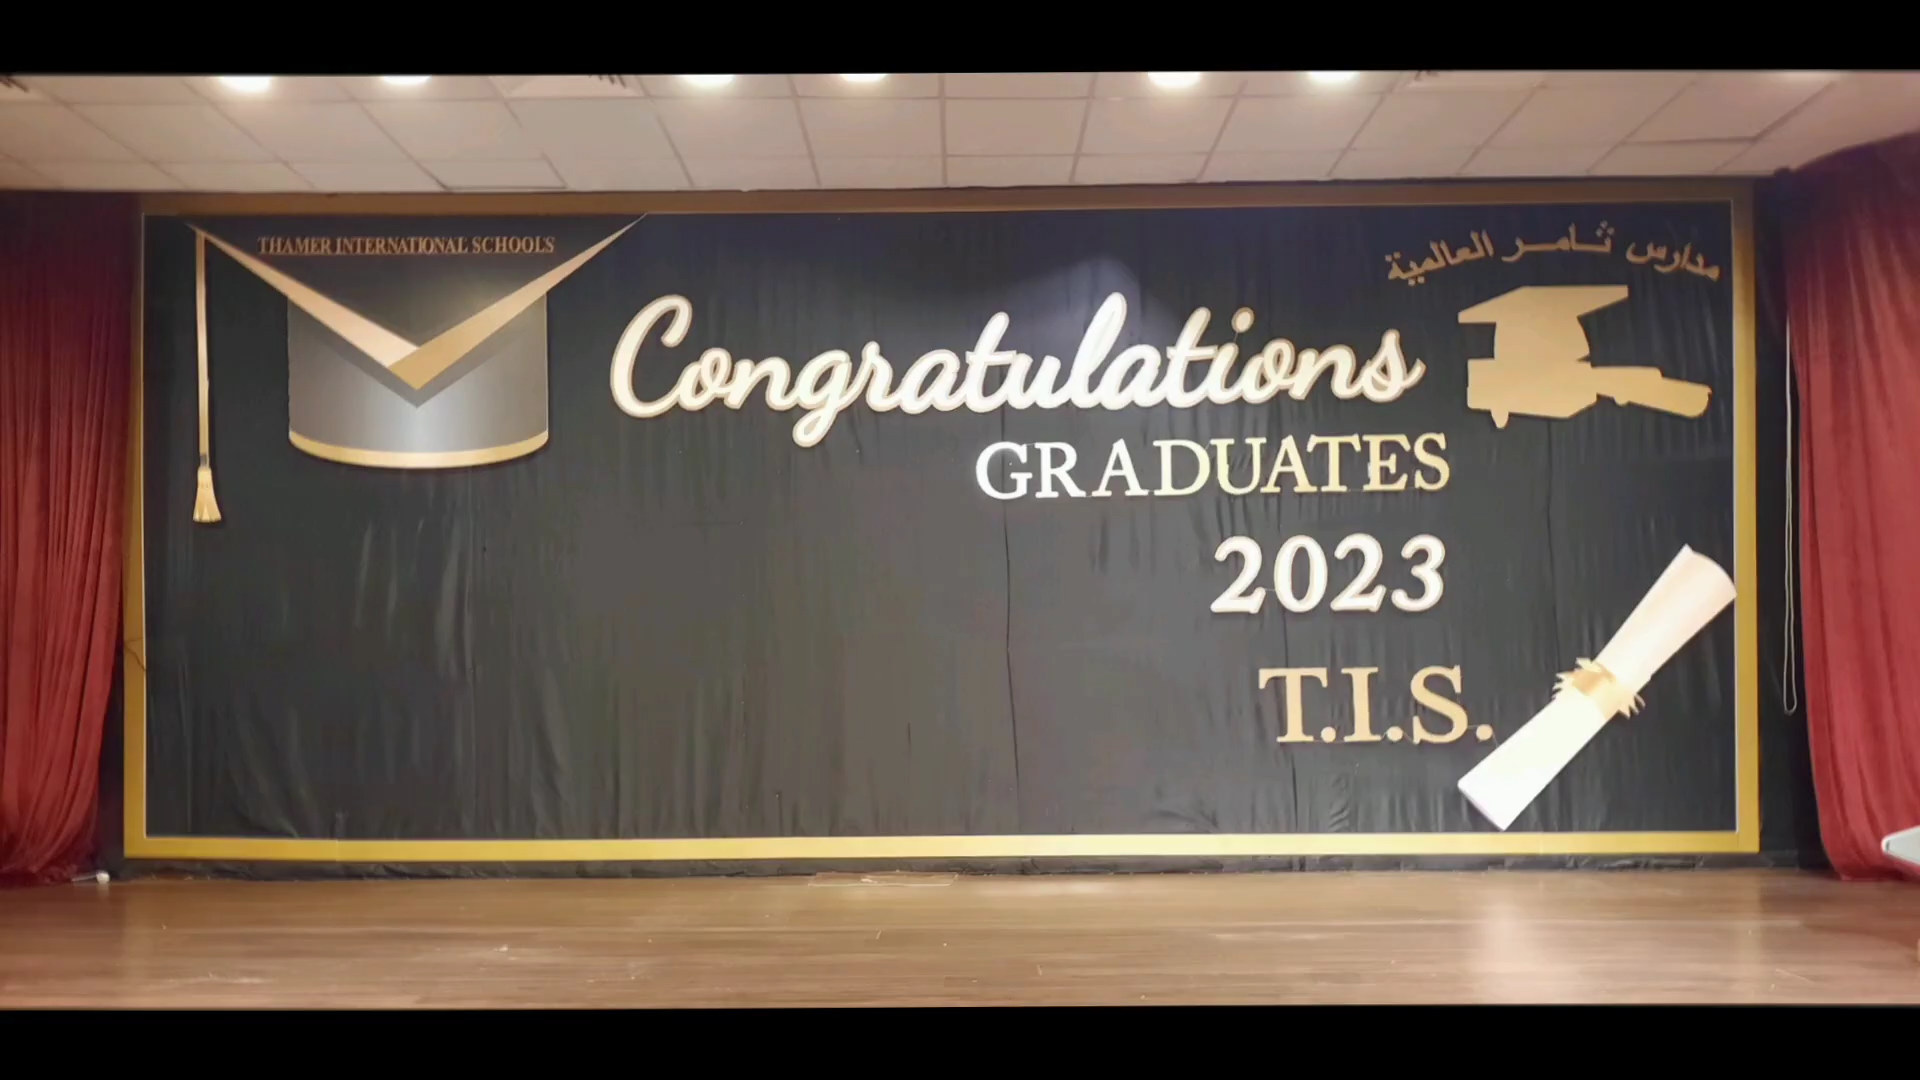 THAMER INTERNATIONAL SCHOOLS
مدارس ثامر العالمية
Congratulations
GRADUATES
2023
T.I.S.